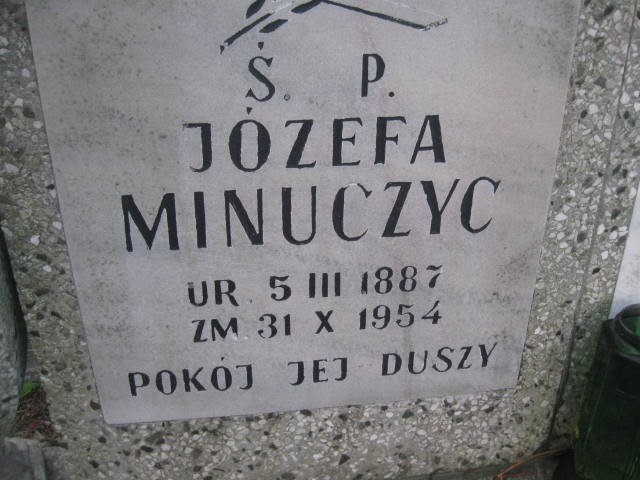 Ś. P.
JÓZEFA
MINUCZYC
UR. 5 III 1887
ZM 31 X 1954
POKÓJ JEJ DUSZY